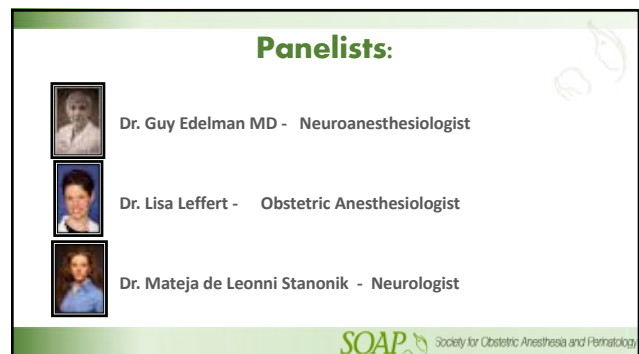 Panelists:
Dr. Guy Edelman MD - Neuroanesthesiologist
Dr. Lisa Leffert - Obstetric Anesthesiologist
Dr. Mateja de Leonni Stanonik - Neurologist
SOAP Society for Obstetric Anesthesia and Perinatology